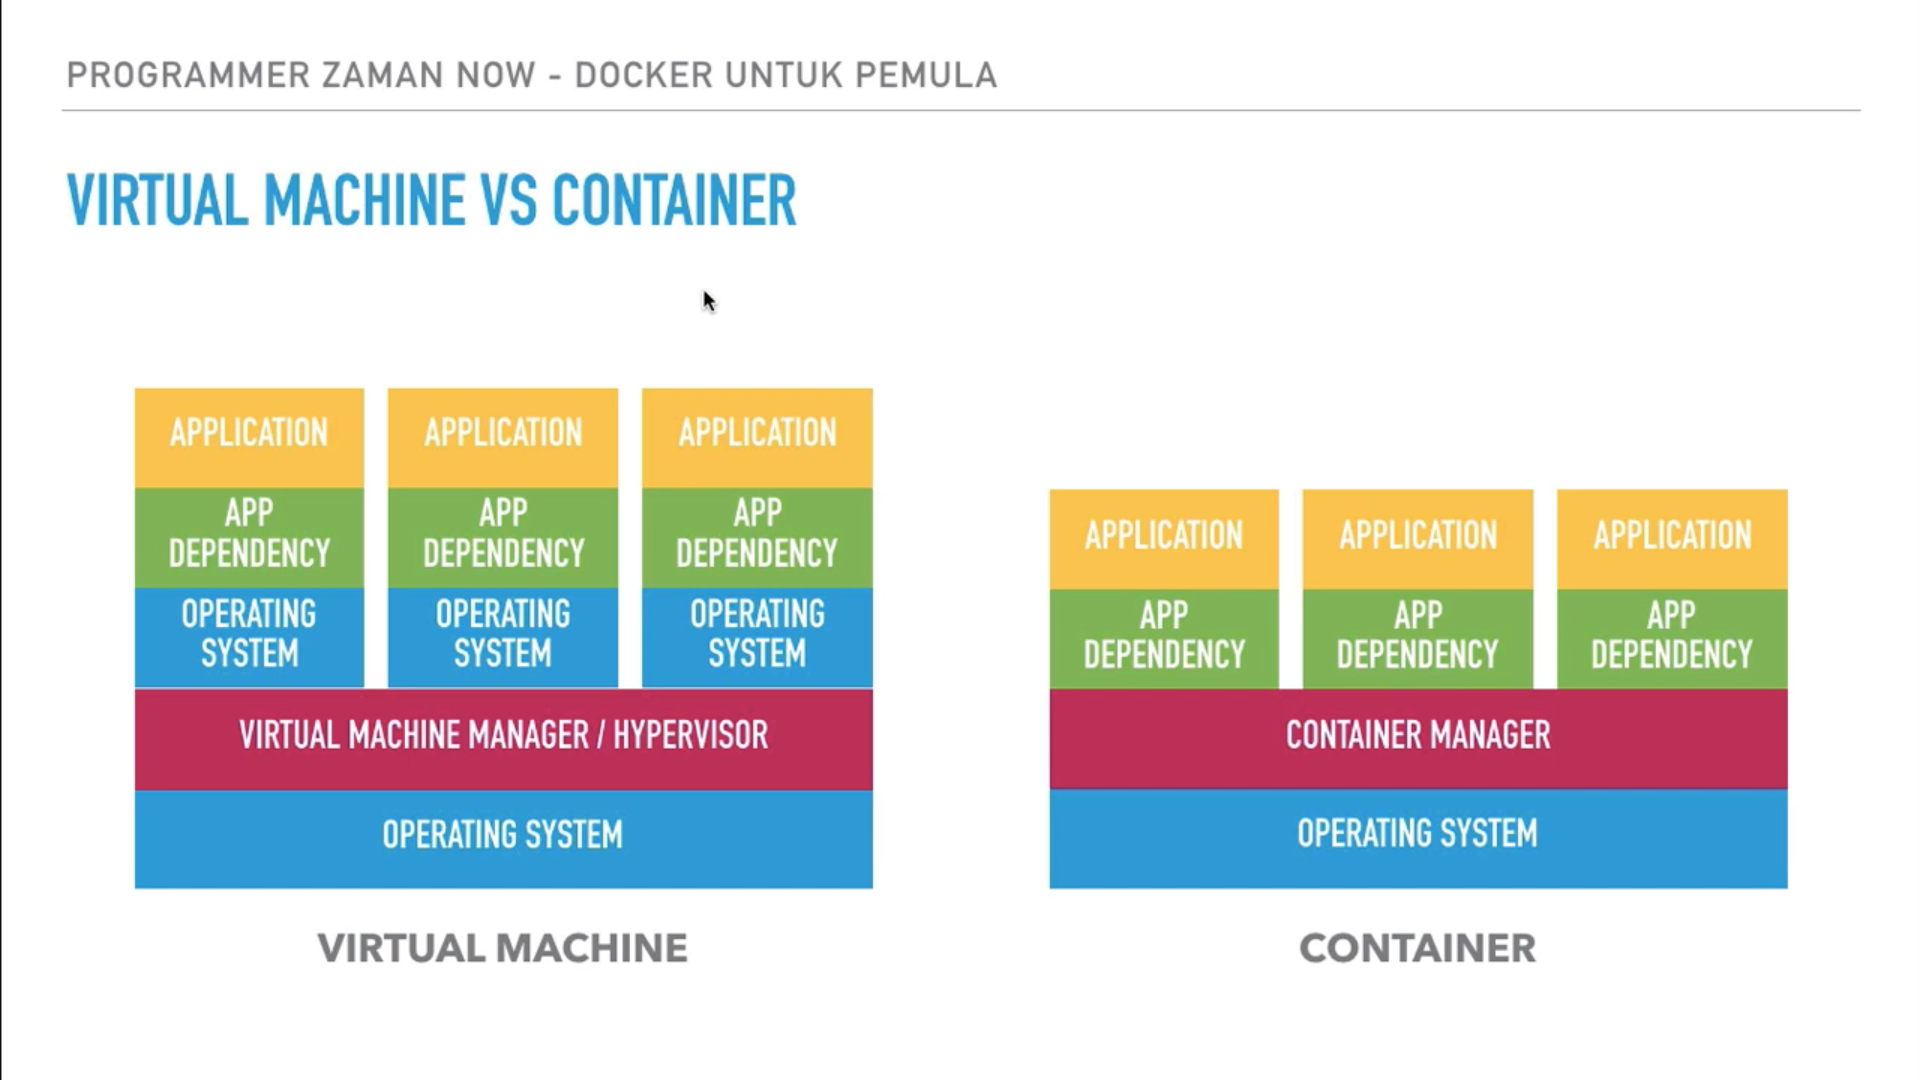 PROGRAMMER ZAMAN NOW - DOCKER UNTUK PEMULA
VIRTUAL MACHINE VS CONTAINER
APPLICATION
APP
DEPENDENCY
OPERATING
SYSTEM
APPLICATION
APP
DEPENDENCY
OPERATING
SYSTEM
APPLICATION
APP
DEPENDENCY
OPERATING
SYSTEM
VIRTUAL MACHINE MANAGER / HYPERVISOR
OPERATING SYSTEM
VIRTUAL MACHINE
APPLICATION
APP
DEPENDENCY
APPLICATION
APP
DEPENDENCY
APPLICATION
APP
DEPENDENCY
CONTAINER MANAGER
OPERATING SYSTEM
CONTAINER